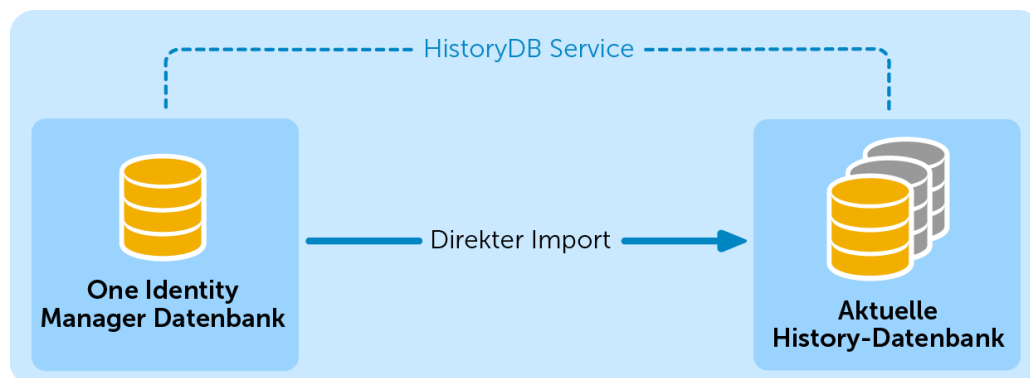 HistoryDB Service
Direkter Import
One Identity
Manager Datenbank
Aktuelle
History-Datenbank